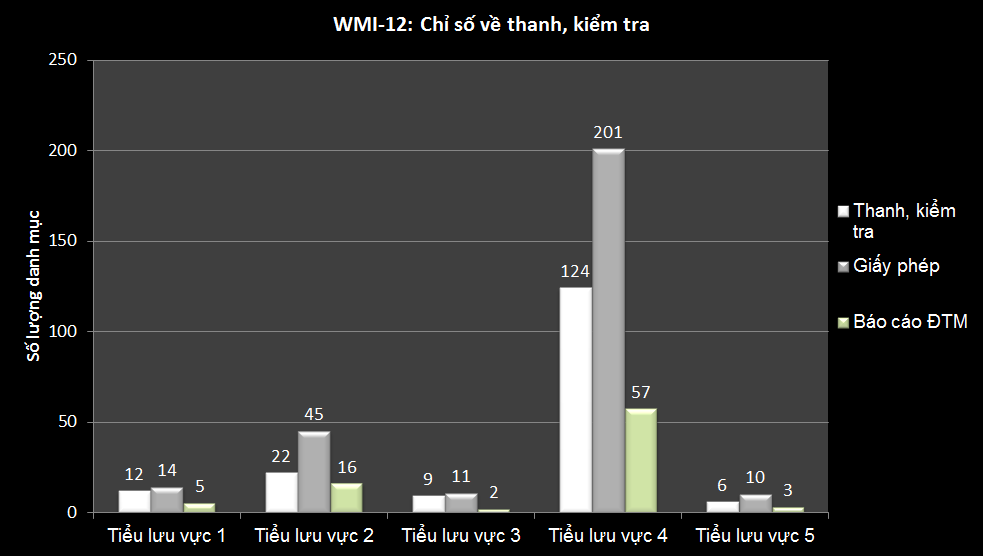 WMI-12: Chỉ số về thanh, kiểm tra
Số lượng danh mục
250
200
150
100
50
0
12
14
5
22
45
16
9
11
2
124
201
57
6
10
3
Tiểu lưu vực 1
Tiểu lưu vực 2
Tiểu lưu vực 3
Tiểu lưu vực 4
Tiểu lưu vực 5
Thanh, kiểm
tra
Giấy phép
Báo cáo ĐTM